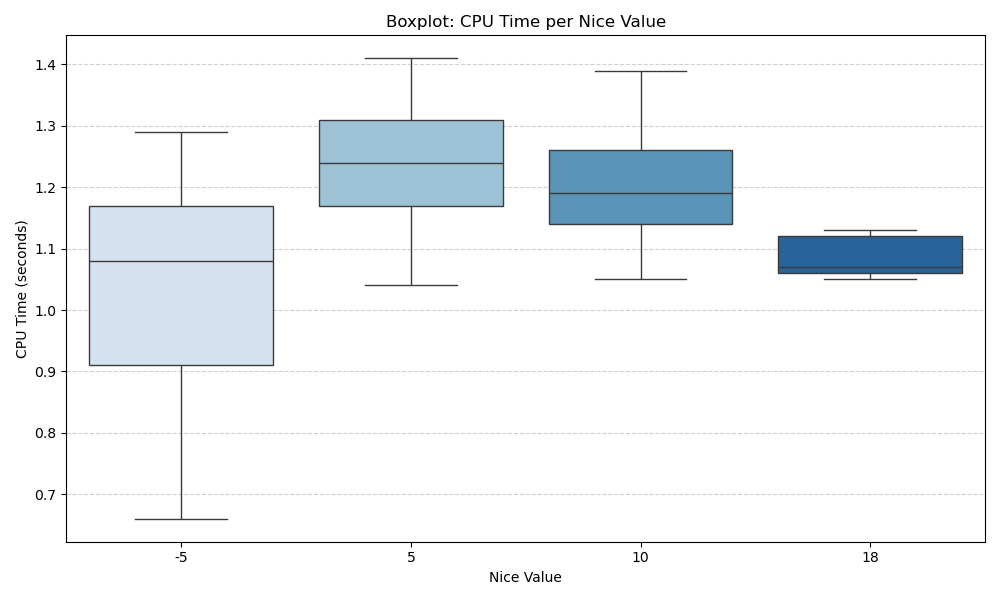 Boxplot: CPU Time per Nice Value
CPU Time (seconds)
1.4
1.3
1.2
1.1
1.0
0.9
0.8
0.7
-5 5 10 18
Nice Value